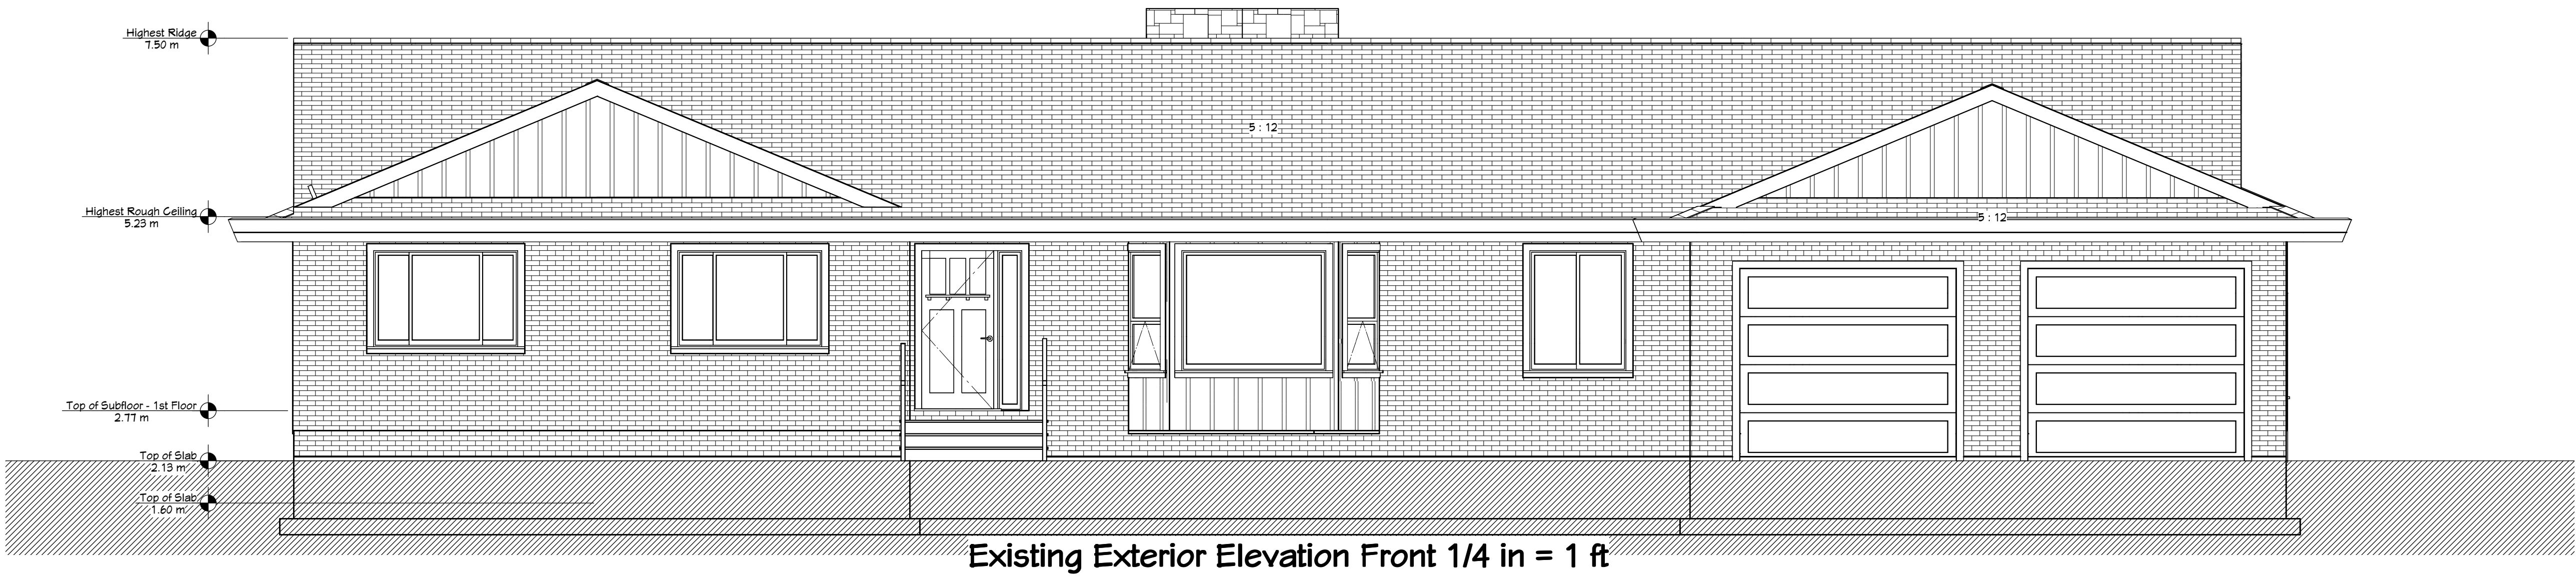 Highest Ridge
7.50 m
5 : 12
Highest Rough Ceiling
5.23 m
5 : 12
Top of Subfloor - 1st Floor
2.77 m
Top of Slab
2.13 m
Top of Slab
1.60 m
Existing Exterior Elevation Front 1/4 in = 1 ft